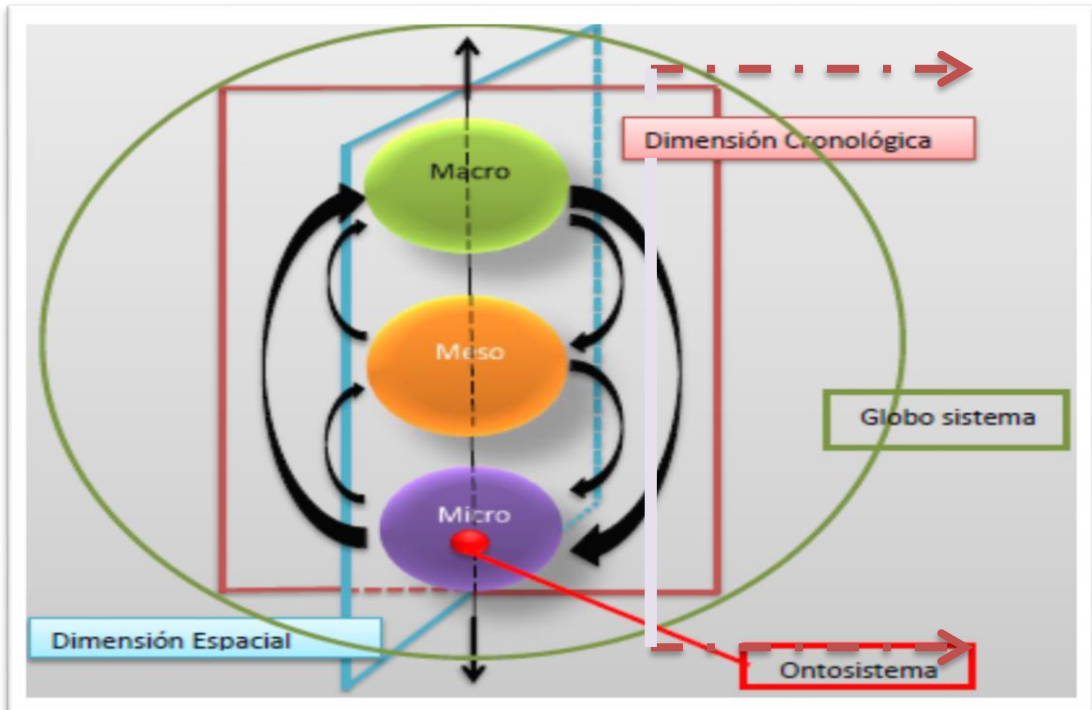 Dimensión Cronológica
Macro
Meso
Globo sistema
Micro
Dimensión Espacial
Ontosistema